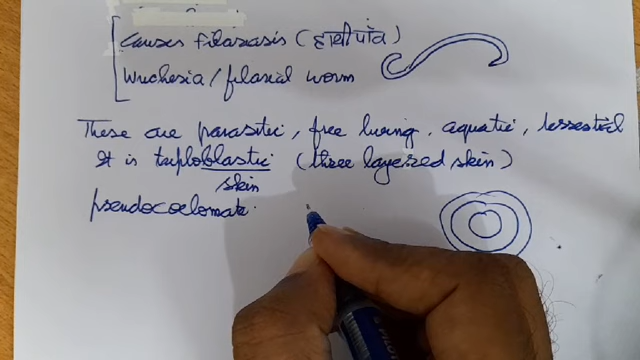 causes filariasis (हाथीपाँव)
Wuchesia / filarial worm
These are parasitic, free living, aquatic, terrestrial
It is triploblastic (three layered skin)
skin
pseudocoelomate.